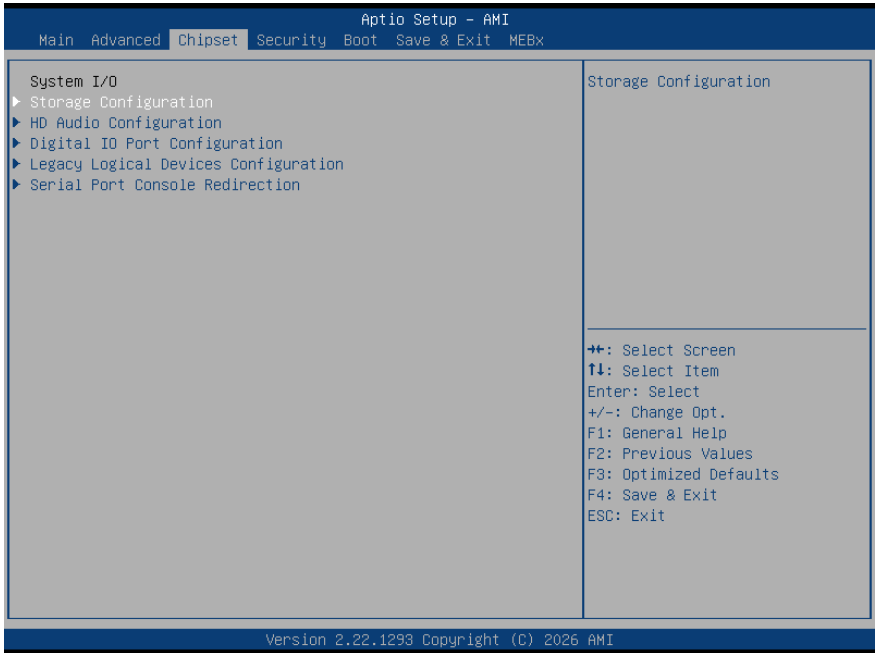 Aptio Setup – AMI
Main Advanced Chipset Security Boot Save & Exit MEBx
System I/O
Storage Configuration
HD Audio Configuration
Digital IO Port Configuration
Legacy Logical Devices Configuration
Serial Port Console Redirection
Storage Configuration
→←: Select Screen
↑↓: Select Item
Enter: Select
+/-: Change Opt.
F1: General Help
F2: Previous Values
F3: Optimized Defaults
F4: Save & Exit
ESC: Exit
Version 2.22.1293 Copyright (C) 2026 AMI